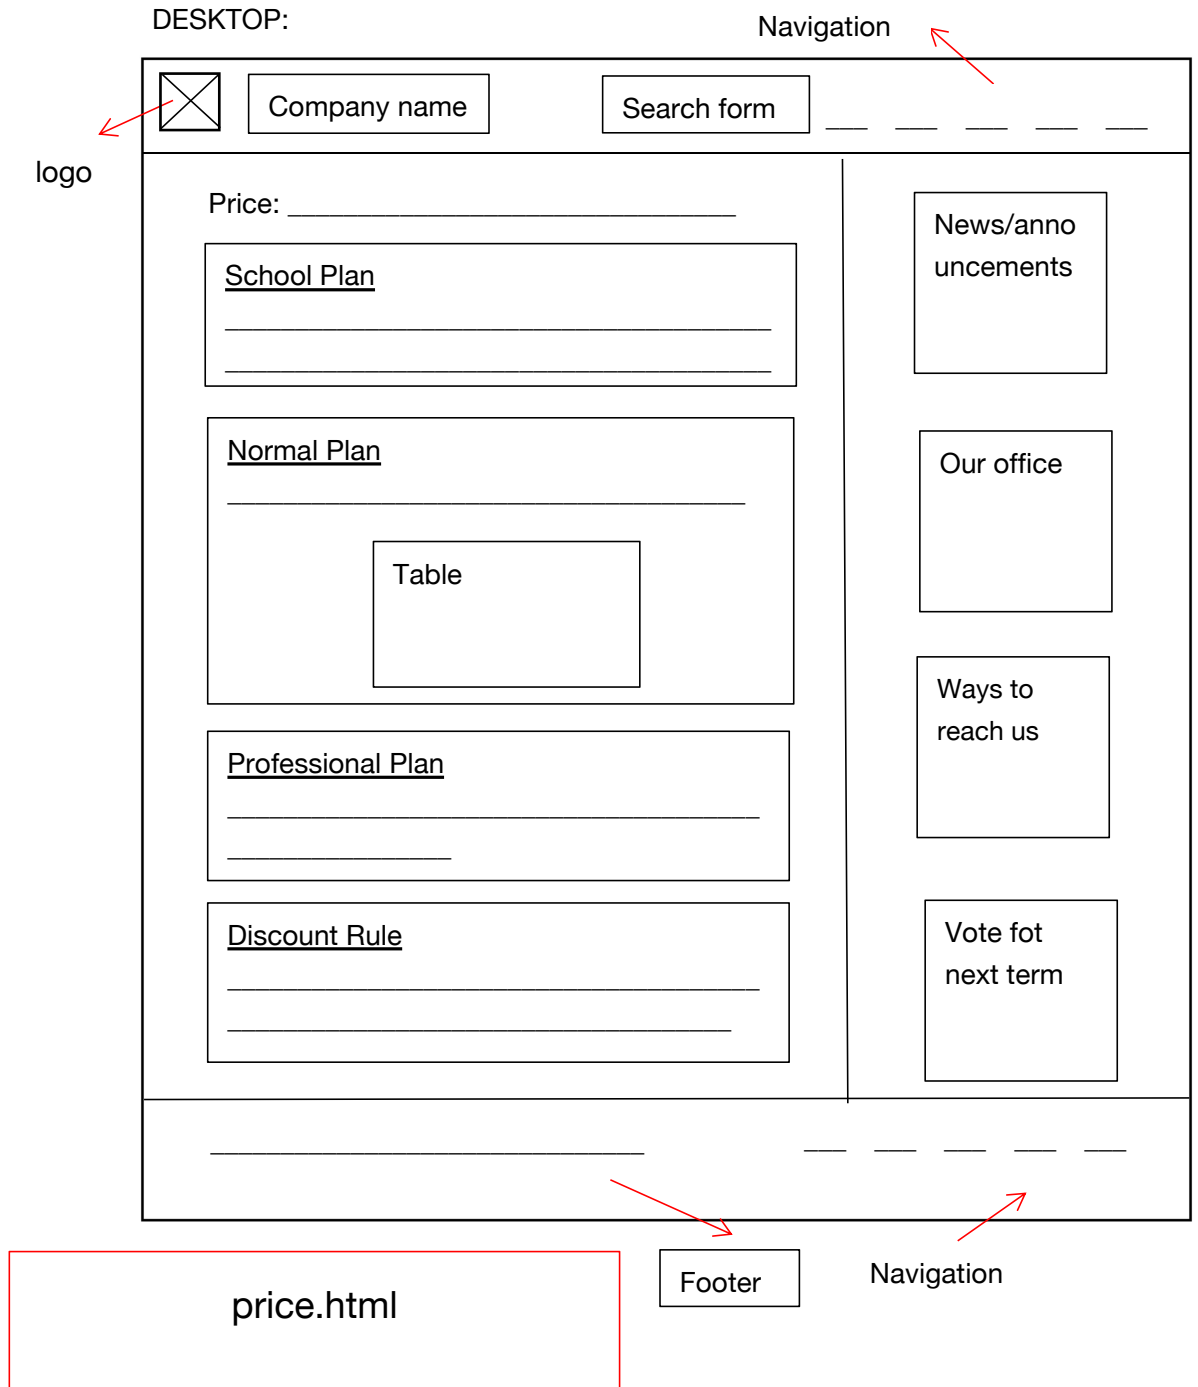 DESKTOP:
Navigation
Company name
Search form
logo
Price:
School Plan
Normal Plan
Table
Professional Plan
Discount Rule
News/anno
uncements
Our office
Ways to
reach us
Vote fot
next term
Footer
Navigation
price.html